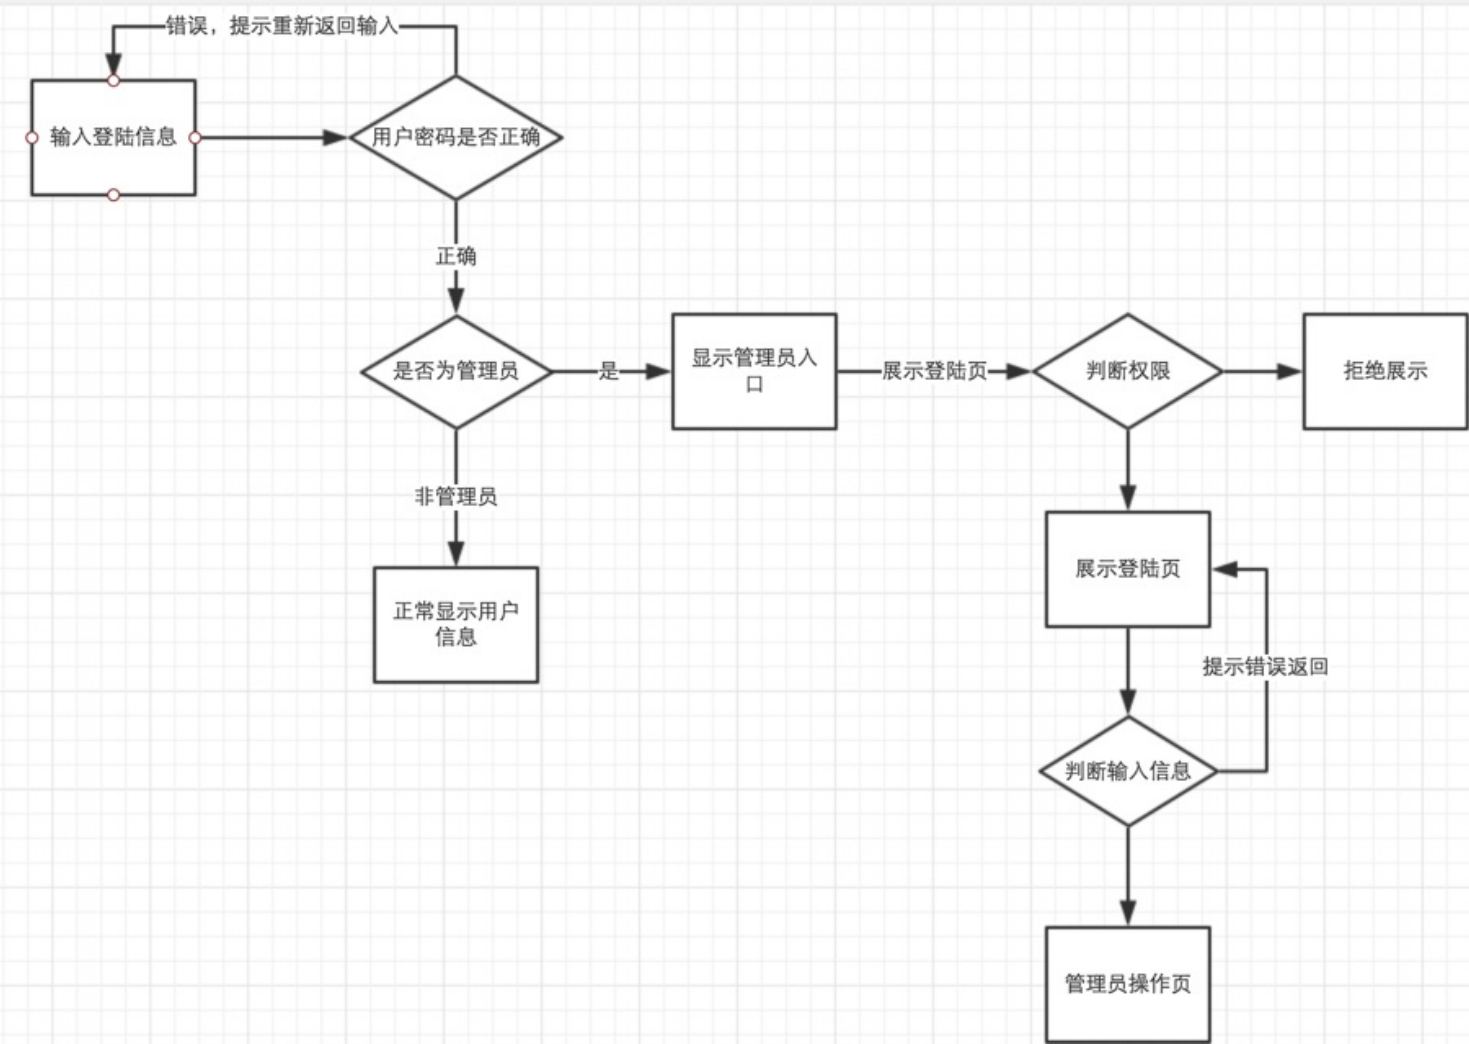 错误，提示重新返回输入
输入登陆信息
用户密码是否正确
正确
是否为管理员
是
显示管理员入
口
展示登陆页
判断权限
拒绝展示
非管理员
展示登陆页
正常显示用户
信息
提示错误返回
判断输入信息
管理员操作页